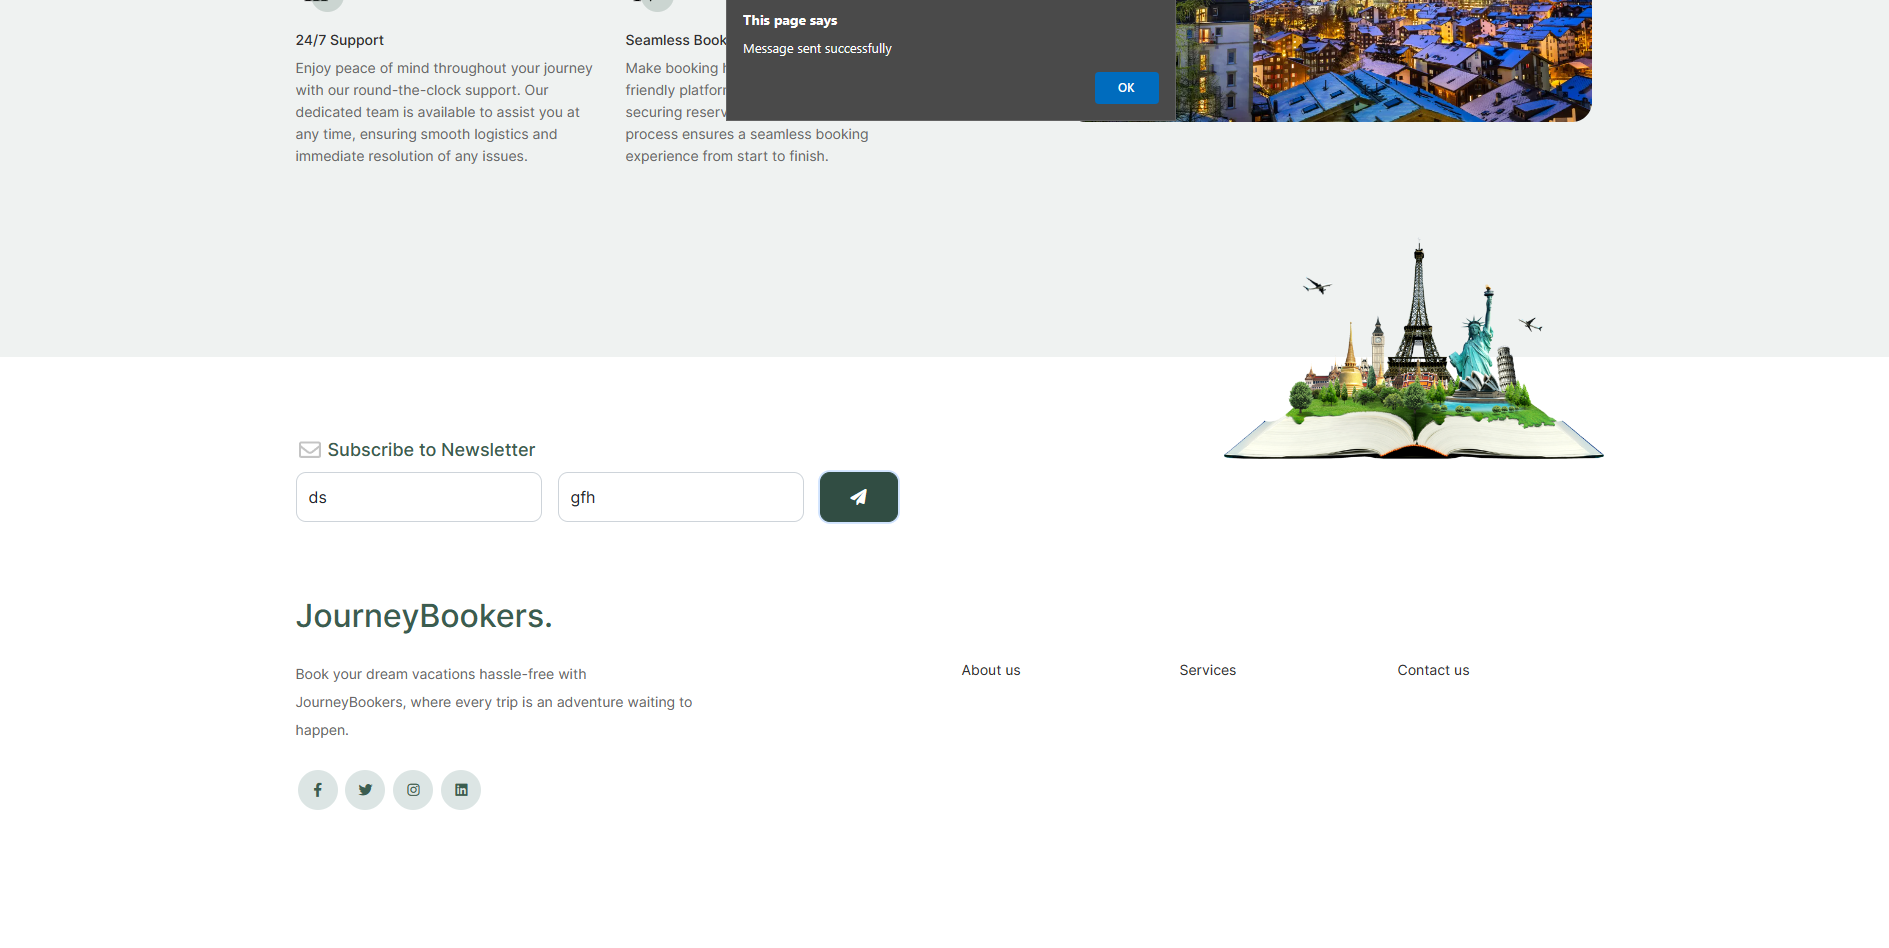 This page says
Message sent successfully
OK
24/7 Support
Enjoy peace of mind throughout your journey
with our round-the-clock support. Our
dedicated team is available to assist you at
any time, ensuring smooth logistics and
immediate resolution of any issues.
Seamless Book
Make booking
friendly platfor
securing reserv
process ensures a seamless booking
experience from start to finish.
Subscribe to Newsletter
ds
gfh
JourneyBookers.
Book your dream vacations hassle-free with
JourneyBookers, where every trip is an adventure waiting to
happen.
About us
Services
Contact us